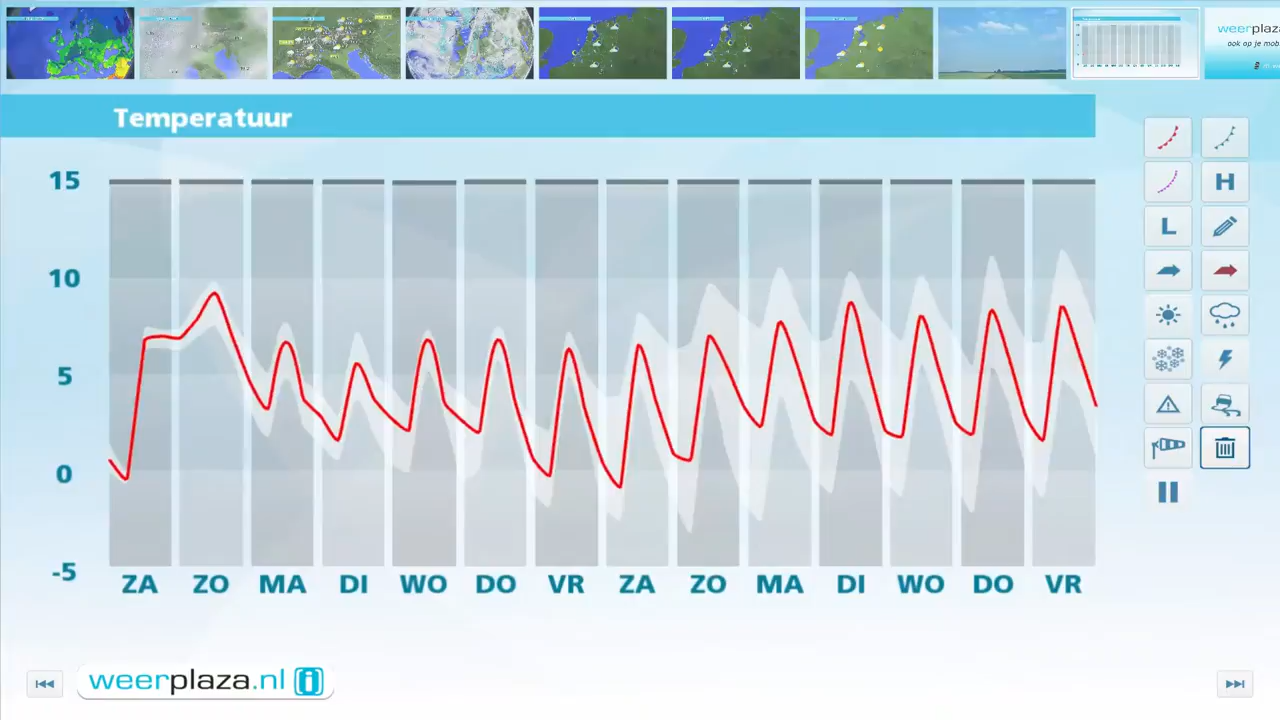 weerplaza
ook op je mob
Temperatuur
15
10
5
0
-5
H
L
ZA ZO MA DI WO DO VR ZA ZO MA DI WO DO VR
weerplaza.nl